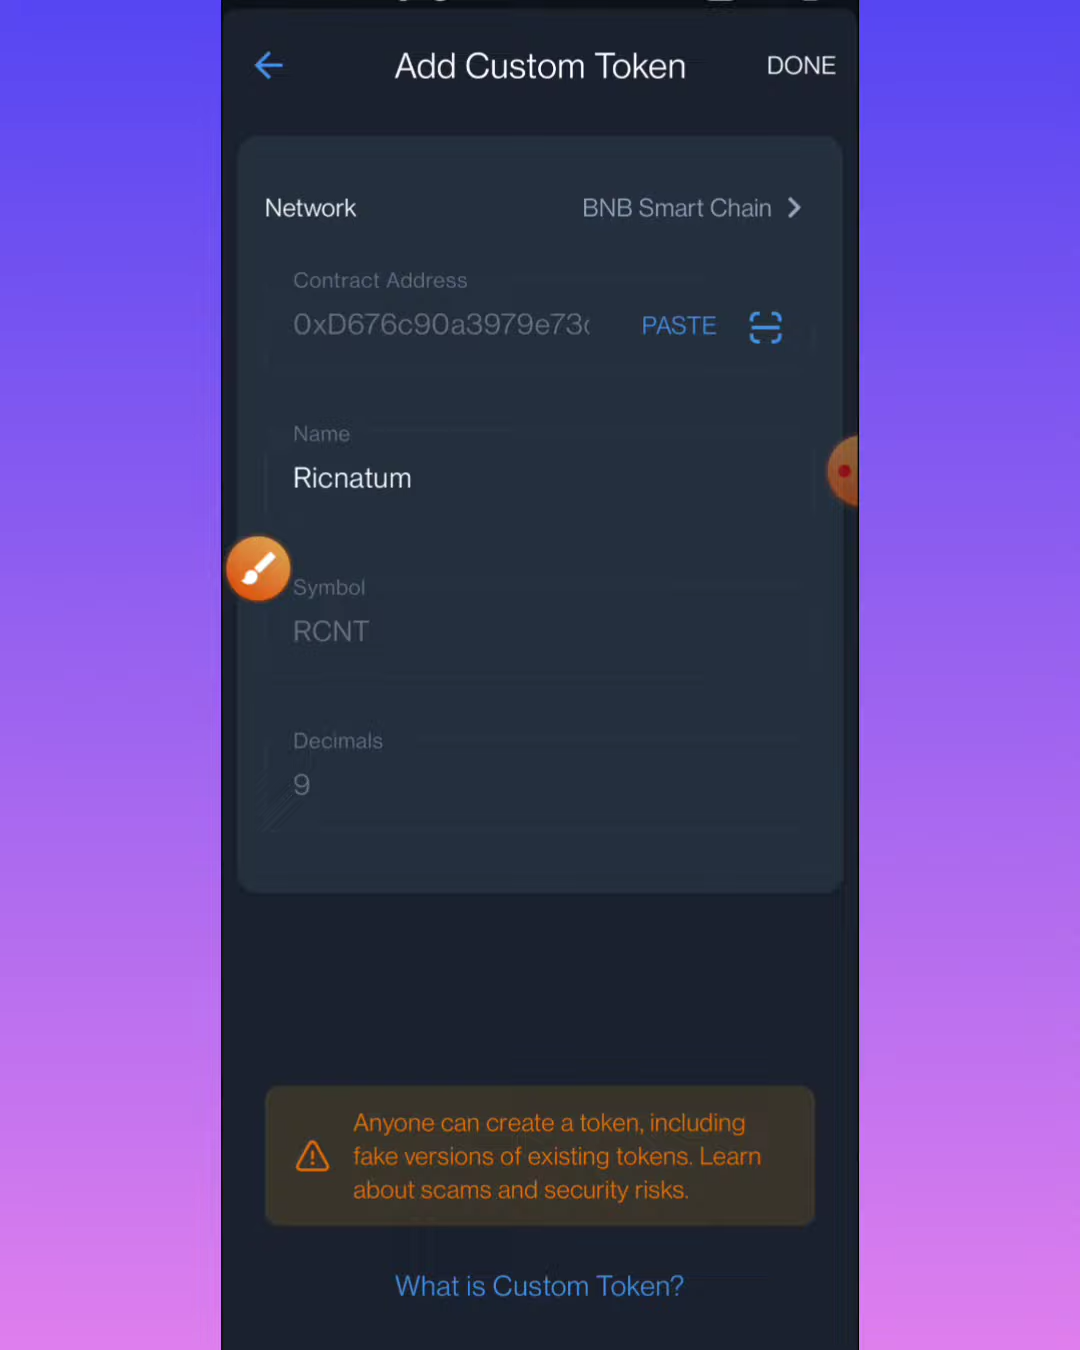 Add Custom Token
DONE
Network
BNB Smart Chain
Contract Address
0xD676c90a3979e73
PASTE
Name
Ricnatum
Symbol
RCNT
Decimals
9
Anyone can create a token, including
fake versions of existing tokens. Learn
about scams and security risks.
What is Custom Token?